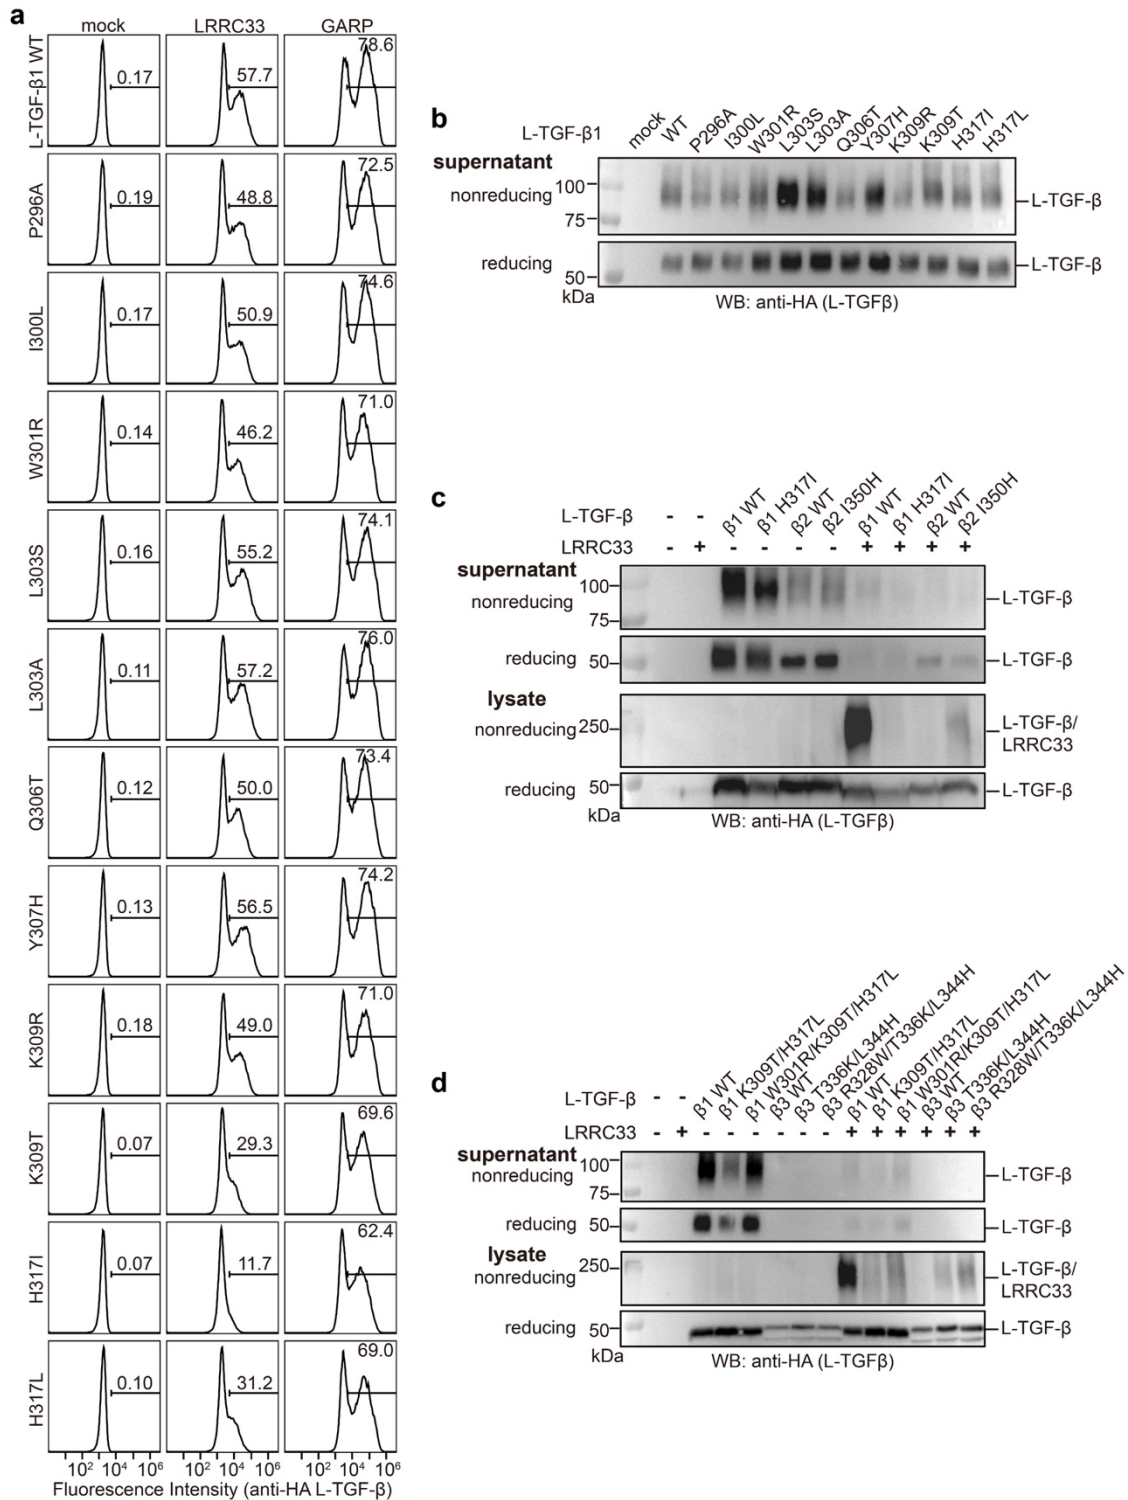 a
mock LRRC33 GARP
L-TGF-β1 WT 0.17 57.7 78.6
P296A 0.19 48.8 72.5
I300L 0.17 50.9 74.6
W301R 0.14 46.2 71.0
L303S 0.16 55.2 74.1
L303A 0.11 57.2 76.0
Q306T 0.12 50.0 73.4
Y307H 0.13 56.5 74.2
K309R 0.18 49.0 71.0
K309T 0.07 29.3 69.6
H317I 0.07 11.7 62.4
H317L 0.10 31.2 69.0
10² 10⁴ 10⁶ 10² 10⁴ 10⁶ 10² 10⁴ 10⁶
Fluorescence Intensity (anti-HA L-TGF-β)
b
L-TGF-β1 mock WT P296A I300L W301R L303S L303A Q306T Y307H K309R K309T H317I H317L
supernatant
nonreducing 100 L-TGF-β
75
reducing L-TGF-β
50
kDa
WB: anti-HA (L-TGFβ)
c
L-TGF-β - - β1 WT β1 H317I β2 WT β2 I350H β1 WT β1 H317I β2 WT β2 I350H
LRRC33 - + - - - - + + + +
supernatant
100
nonreducing L-TGF-β
75
reducing 50 L-TGF-β
lysate
nonreducing 250 L-TGF-β/
LRRC33
reducing 50 L-TGF-β
kDa
WB: anti-HA (L-TGFβ)
d
L-TGF-β - - β1 WT β1 K309T/H317L β1 W301R/K309T/H317L β3 WT β3 T336K/L344H β3 R328W/T336K/L344H β1 WT β1 K309T/H317L β1 W301R/K309T/H317L β3 WT β3 T336K/L344H β3 R328W/T336K/L344H
LRRC33 - + - - - - - - + + + + + +
supernatant
100
nonreducing L-TGF-β
75
reducing 50 L-TGF-β
lysate
250
nonreducing L-TGF-β/
LRRC33
reducing 50 L-TGF-β
kDa
WB: anti-HA (L-TGFβ)